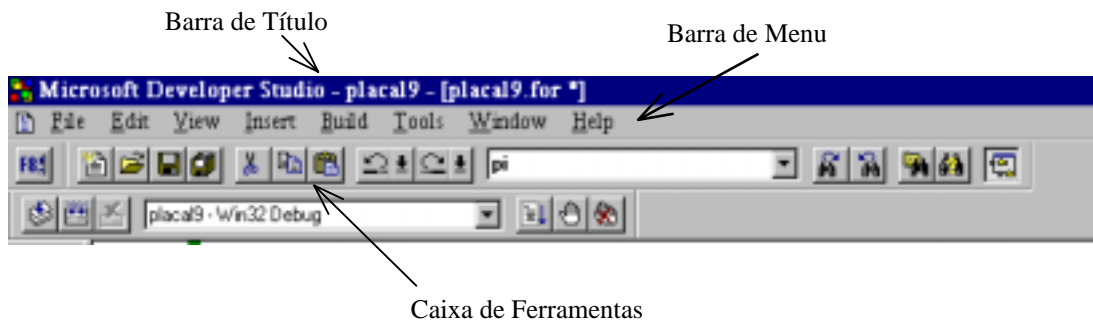 Barra de Título
Barra de Menu
Microsoft Developer Studio - placal9 - [placal9.for *]
File Edit View Insert Build Tools Window Help
pi
placal9 - Win32 Debug
Caixa de Ferramentas